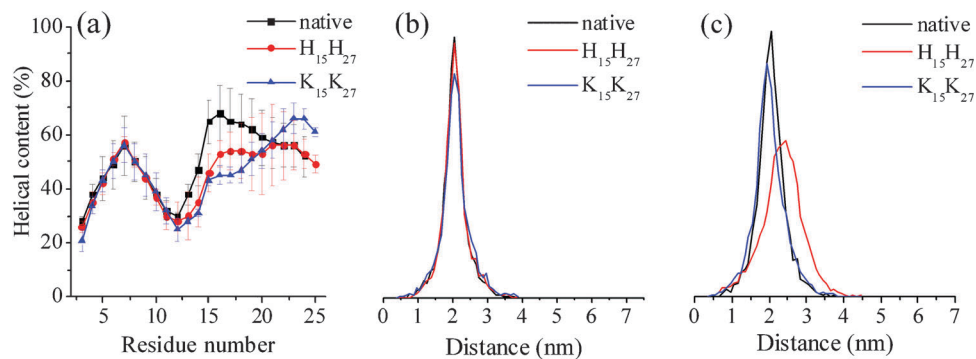 (a)
native
H₁₅H₂₇
K₁₅K₂₇
Helical content (%)
100
80
60
40
20
0
5 10 15 20 25
Residue number
(b)
native
H₁₅H₂₇
K₁₅K₂₇
0 1 2 3 4 5 6 7
Distance (nm)
(c)
native
H₁₅H₂₇
K₁₅K₂₇
0 1 2 3 4 5 6 7
Distance (nm)